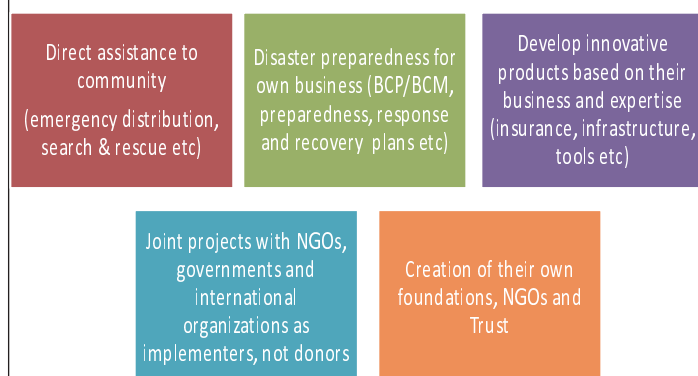 Direct assistance to
community
(emergency distribution,
search & rescue etc)
Disaster preparedness for
own business (BCP/BCM,
preparedness, response
and recovery plans etc)
Develop innovative
products based on their
business and expertise
(insurance, infrastructure,
tools etc)
Joint projects with NGOs,
governments and
international
organizations as
implementers, not donors
Creation of their own
foundations, NGOs and
Trust